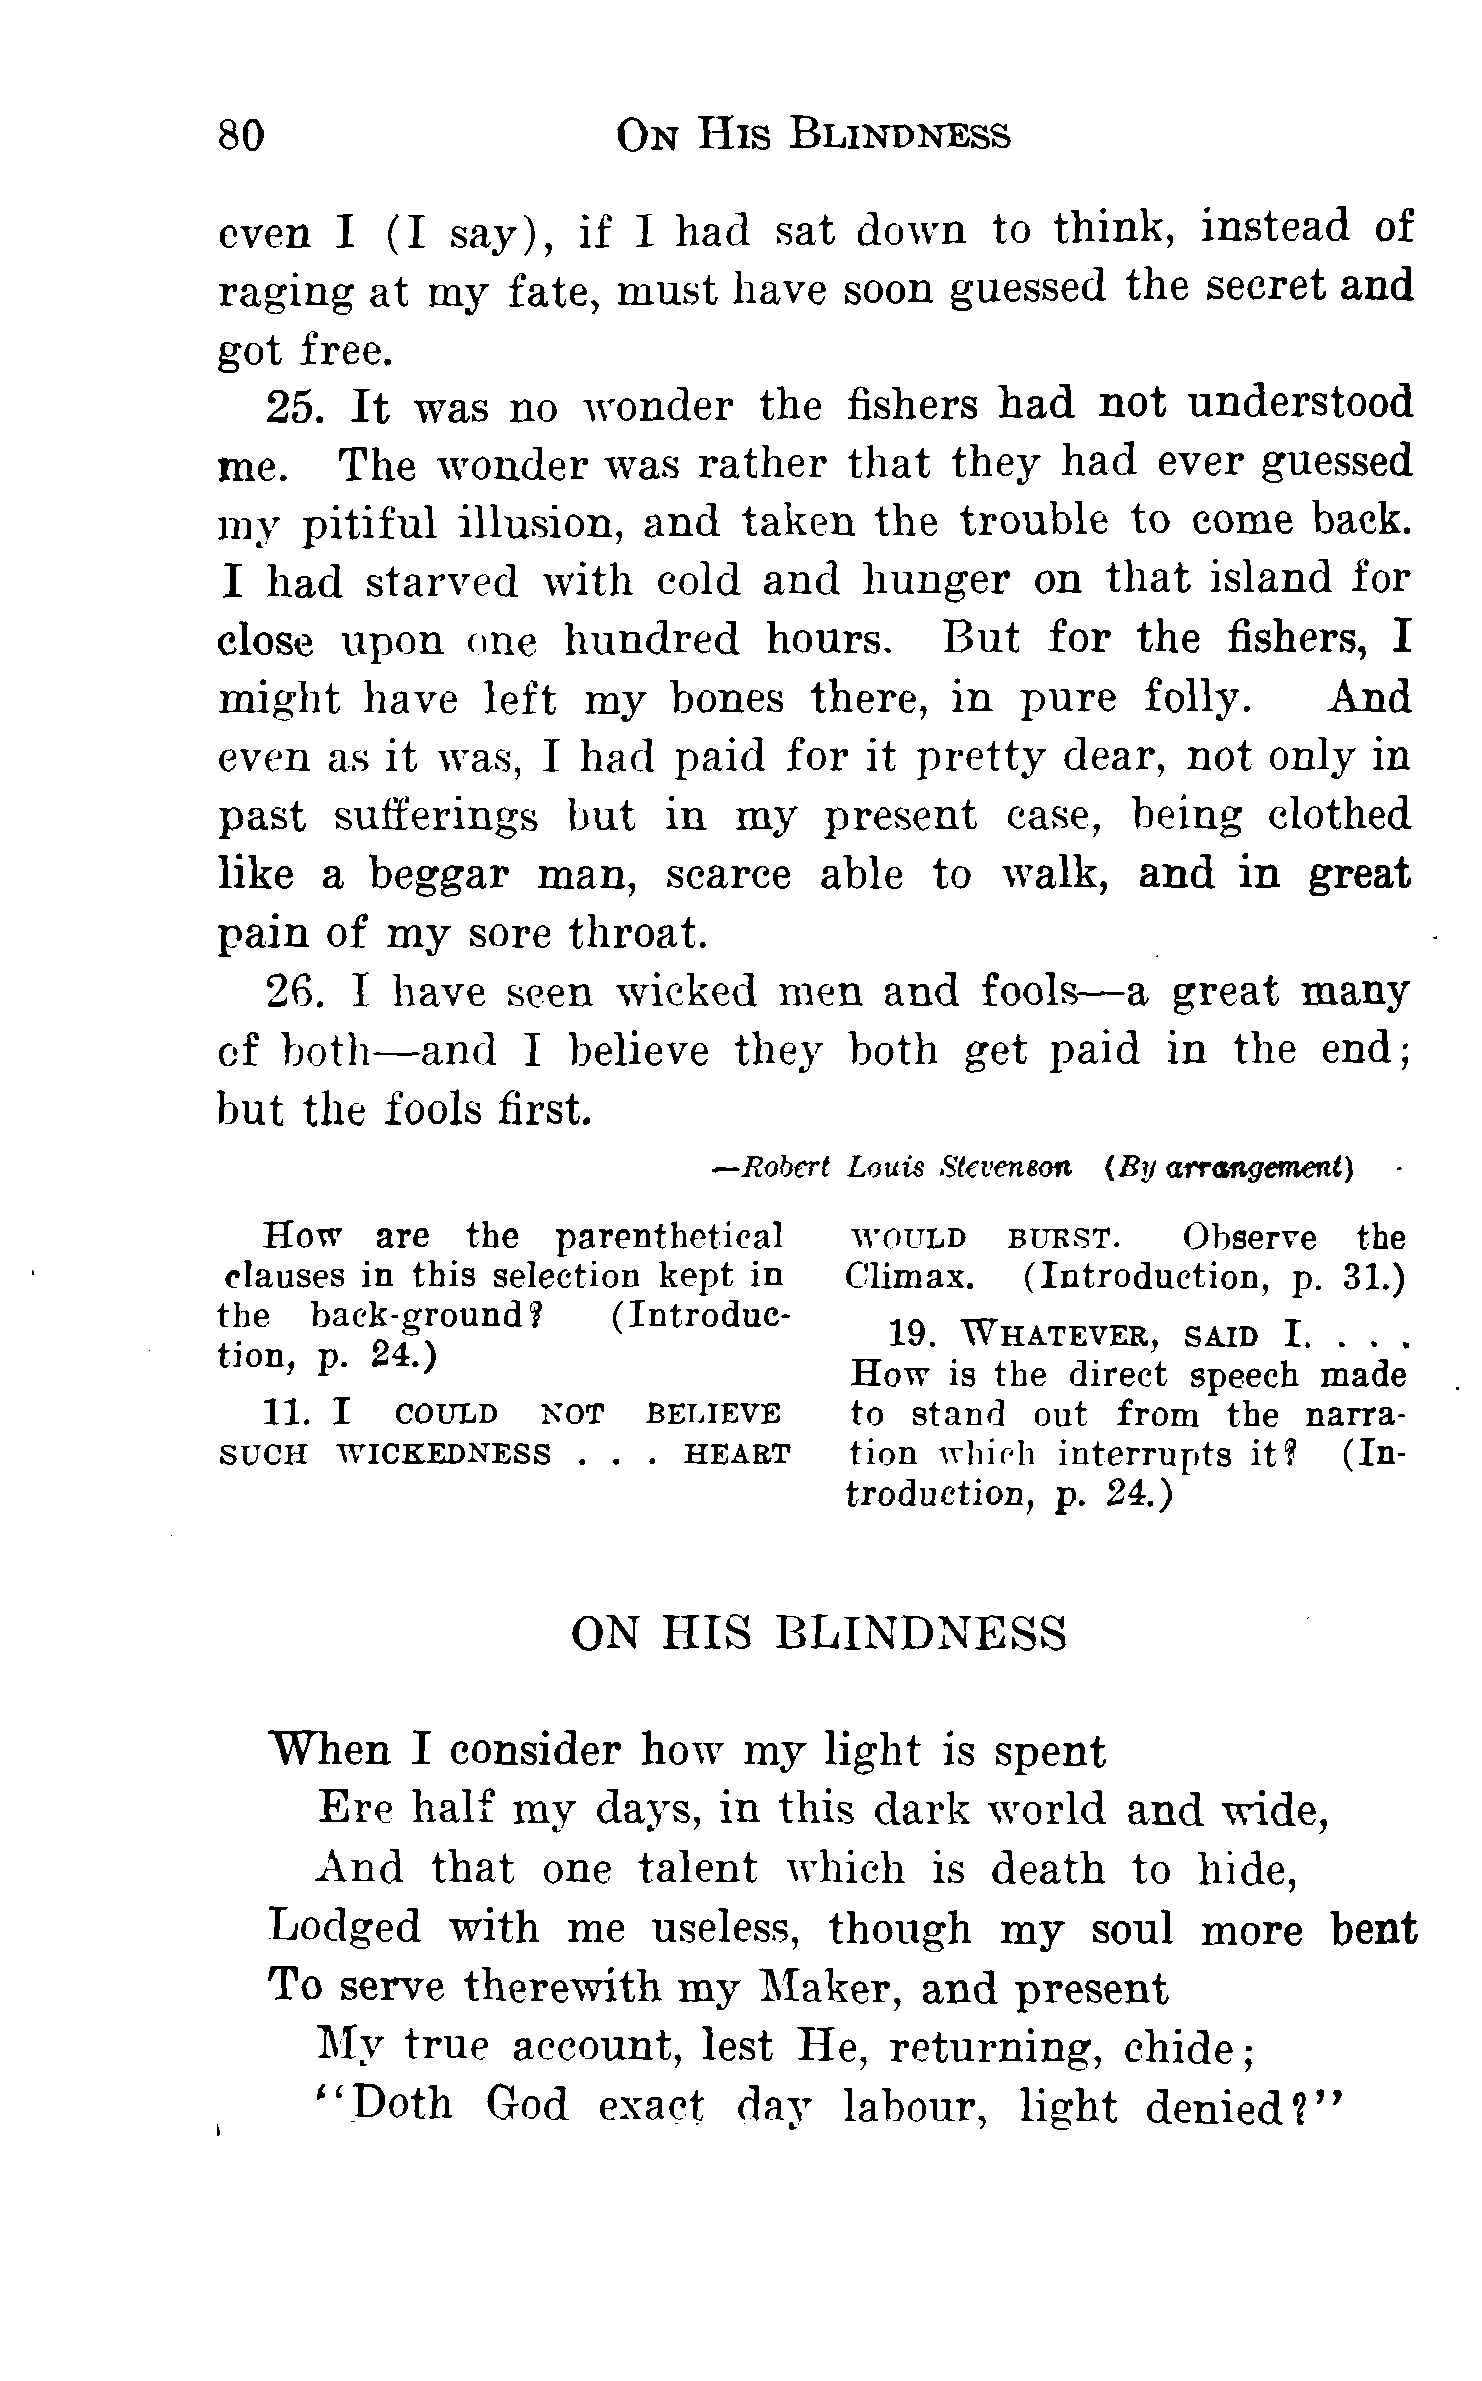 80 On His Blindness
even I (I say), if I had sat down to think, instead of
raging at my fate, must have soon guessed the secret and
got free.
25. It was no wonder the fishers had not understood
me. The wonder was rather that they had ever guessed
my pitiful illusion, and taken the trouble to come back.
I had starved with cold and hunger on that island for
close upon one hundred hours. But for the fishers, I
might have left my bones there, in pure folly. And
even as it was, I had paid for it pretty dear, not only in
past sufferings but in my present case, being clothed
like a beggar man, scarce able to walk, and in great
pain of my sore throat.
26. I have seen wicked men and fools—a great many
of both—and I believe they both get paid in the end;
but the fools first.
—Robert Louis Stevenson (By arrangement)
How are the parenthetical
clauses in this selection kept in
the back-ground? (Introduc-
tion, p. 24.)
11. I COULD NOT BELIEVE
SUCH WICKEDNESS . . . HEART
WOULD BURST. Observe the
Climax. (Introduction, p. 31.)
19. WHATEVER, SAID I. . . .
How is the direct speech made
to stand out from the narra-
tion which interrupts it? (In-
troduction, p. 24.)
ON HIS BLINDNESS
When I consider how my light is spent
Ere half my days, in this dark world and wide,
And that one talent which is death to hide,
Lodged with me useless, though my soul more bent
To serve therewith my Maker, and present
My true account, lest He, returning, chide;
"Doth God exact day labour, light denied?"